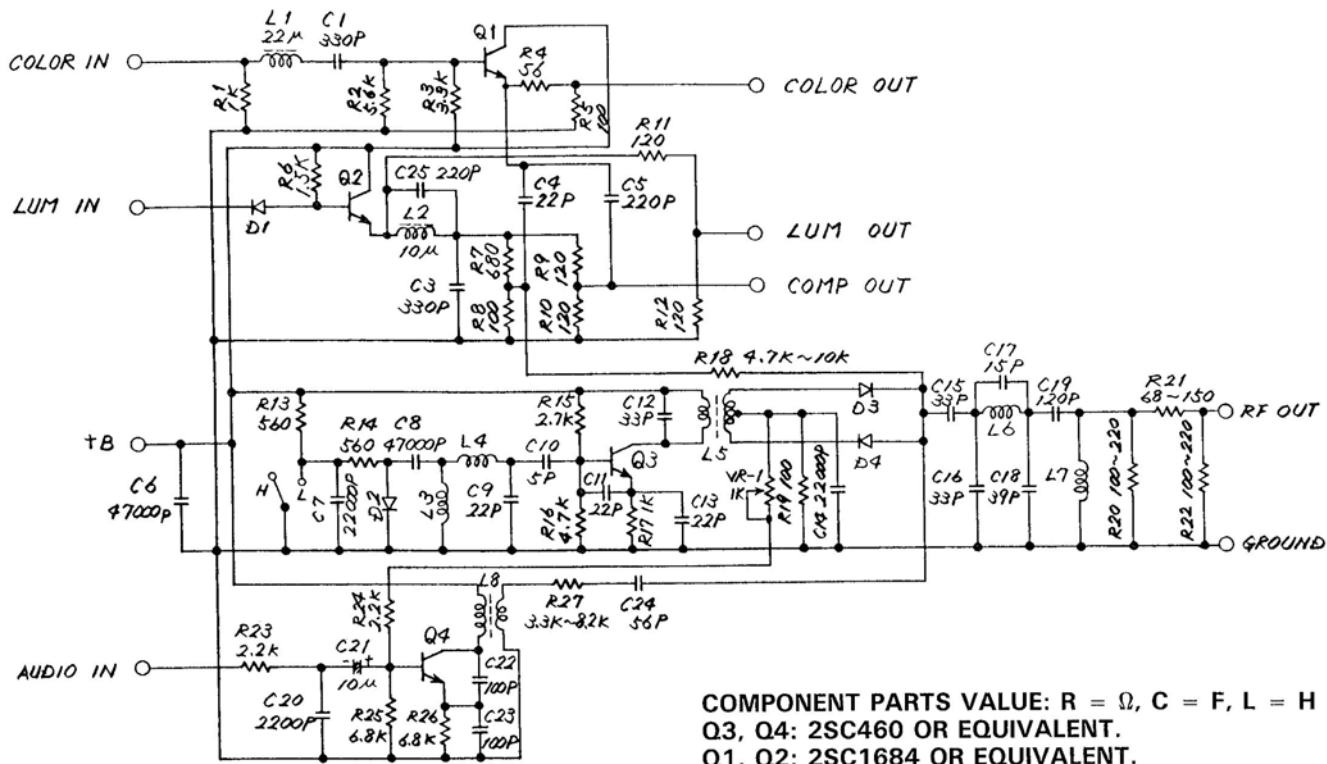 L1
22μ
C1
330P
Q1
R4
56
COLOR IN
R1
1K
R2
5.6K
R3
3.9K
R5
100
COLOR OUT
R11
120
R6
1.5K
Q2
C25 220P
C4
22P
C5
220P
LUM IN
D1
L2
10μ
LUM OUT
C3
330P
R7
680
R9
120
COMP OUT
R8
100
R10
120
R12
120
R18 4.7K~10K
C17
15P
R13
560
R14
560
C8
47000P
L4
C10
5P
R15
2.7K
C12
33P
D3
C15
33P
L6
C19
120P
R21
68~150
RF OUT
+B
L
H
Q3
L5
D4
C6
47000P
C7
22000P
D2
L3
C9
22P
R16
4.7K
C11
22P
R17 1K
C13
22P
VR-1
1K
R19 100
C14 22000P
C16
33P
C18
39P
L7
R20 100~220
R22 100~220
GROUND
L8
R24
2.2K
R27
3.3K~8.2K
C24
56P
R23
2.2K
C21
- +
10μ
Q4
AUDIO IN
C22
100P
C20
2200P
R25
6.8K
R26
6.8K
C23
100P
COMPONENT PARTS VALUE: R = Ω, C = F, L = H
Q3, Q4: 2SC460 OR EQUIVALENT.
Q1, Q2: 2SC1684 OR EQUIVALENT.